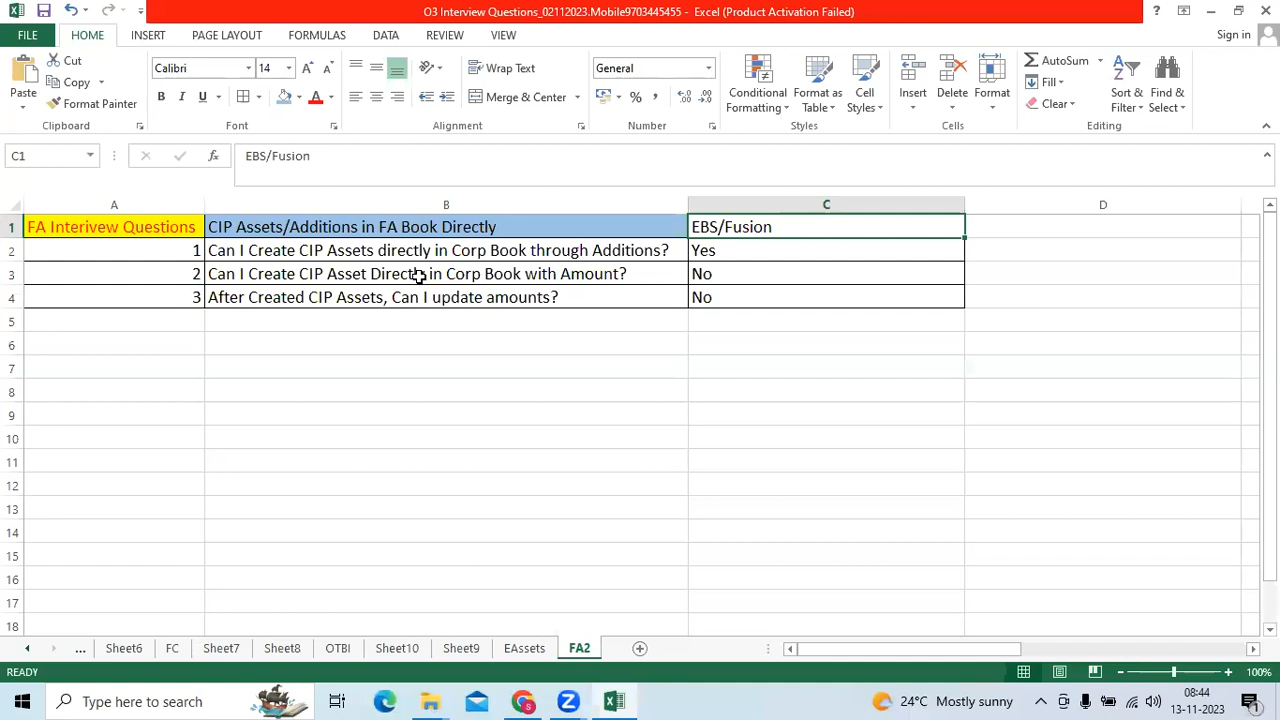 O3 Interview Questions_02112023.Mobile9703445455 - Excel (Product Activation Failed)
FILE HOME INSERT PAGE LAYOUT FORMULAS DATA REVIEW VIEW Sign in
Paste
Cut
Copy
Format Painter
Clipboard
Calibri 14
B I U
Font
Wrap Text
Merge & Center
Alignment
General
Number
Conditional Formatting
Format as Table
Cell Styles
Styles
Insert Delete Format
Cells
AutoSum
Fill
Clear
Sort & Filter
Find & Select
Editing
C1 EBS/Fusion
A B C D
1 FA Interivew Questions CIP Assets/Additions in FA Book Directly EBS/Fusion
2 1 Can I Create CIP Assets directly in Corp Book through Additions? Yes
3 2 Can I Create CIP Asset Directly in Corp Book with Amount? No
4 3 After Created CIP Assets, Can I update amounts? No
5
6
7
8
9
10
11
12
13
14
15
16
17
18
... Sheet6 FC Sheet7 Sheet8 OTBI Sheet10 Sheet9 EAssets FA2
READY 100%
Type here to search 24°C Mostly sunny 08:44
13-11-2023